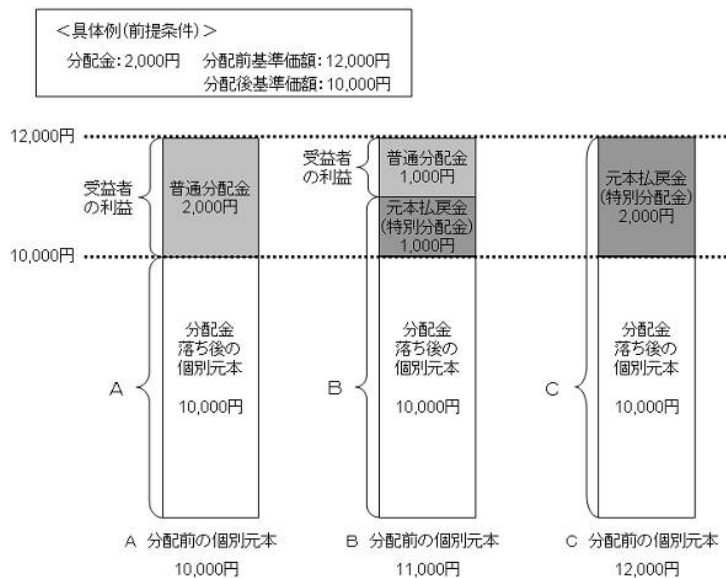 ＜具体例(前提条件)＞
分配金:2,000円 分配前基準価額:12,000円
分配後基準価額:10,000円
12,000円
受益者
の利益
普通分配金
2,000円
10,000円
A
分配金
落ち後の
個別元本
10,000円
受益者
の利益
普通分配金
1,000円
元本払戻金
(特別分配金)
1,000円
B
分配金
落ち後の
個別元本
10,000円
元本払戻金
(特別分配金)
2,000円
C
分配金
落ち後の
個別元本
10,000円
A 分配前の個別元本
10,000円
B 分配前の個別元本
11,000円
C 分配前の個別元本
12,000円